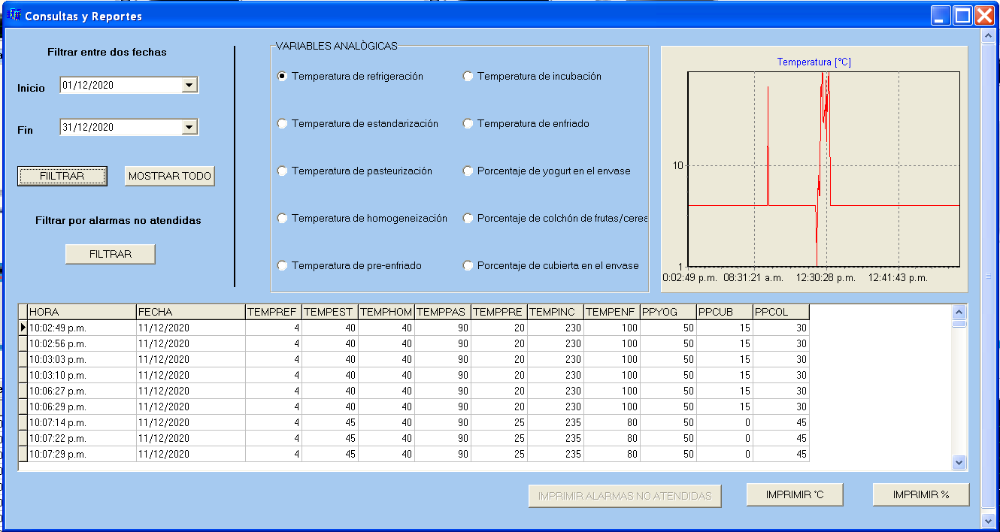 Consultas y Reportes
Filtrar entre dos fechas
Inicio 01/12/2020
Fin 31/12/2020
FIILTRAR MOSTRAR TODO
Filtrar por alarmas no atendidas
FILTRAR
VARIABLES ANALÒGICAS
Temperatura de refrigeración Temperatura de incubación
Temperatura de estandarización Temperatura de enfriado
Temperatura de pasteurización Porcentaje de yogurt en el envase
Temperatura de homogeneización Porcentaje de colchón de frutas/cerea
Temperatura de pre-enfriado Porcentaje de cubierta en el envase
Temperatura [°C]
10
1
0:02:49 p.m. 08:31:21 a.m. 12:30:28 p.m. 12:41:43 p.m.
HORA FECHA TEMPREF TEMPEST TEMPHOM TEMPPAS TEMPPRE TEMPINC TEMPENF PPYOG PPCUB PPCOL
10:02:49 p.m. 11/12/2020 4 40 40 90 20 230 100 50 15 30
10:02:56 p.m. 11/12/2020 4 40 40 90 20 230 100 50 15 30
10:03:03 p.m. 11/12/2020 4 40 40 90 20 230 100 50 15 30
10:03:10 p.m. 11/12/2020 4 40 40 90 20 230 100 50 15 30
10:06:27 p.m. 11/12/2020 4 40 40 90 20 230 100 50 15 30
10:06:29 p.m. 11/12/2020 4 40 40 90 20 230 100 50 15 30
10:07:14 p.m. 11/12/2020 4 45 40 90 25 235 80 50 0 45
10:07:22 p.m. 11/12/2020 4 45 40 90 25 235 80 50 0 45
10:07:29 p.m. 11/12/2020 4 45 40 90 25 235 80 50 0 45
IMPRIMIR ALARMAS NO ATENDIDAS IMPRIMIR °C IMPRIMIR %